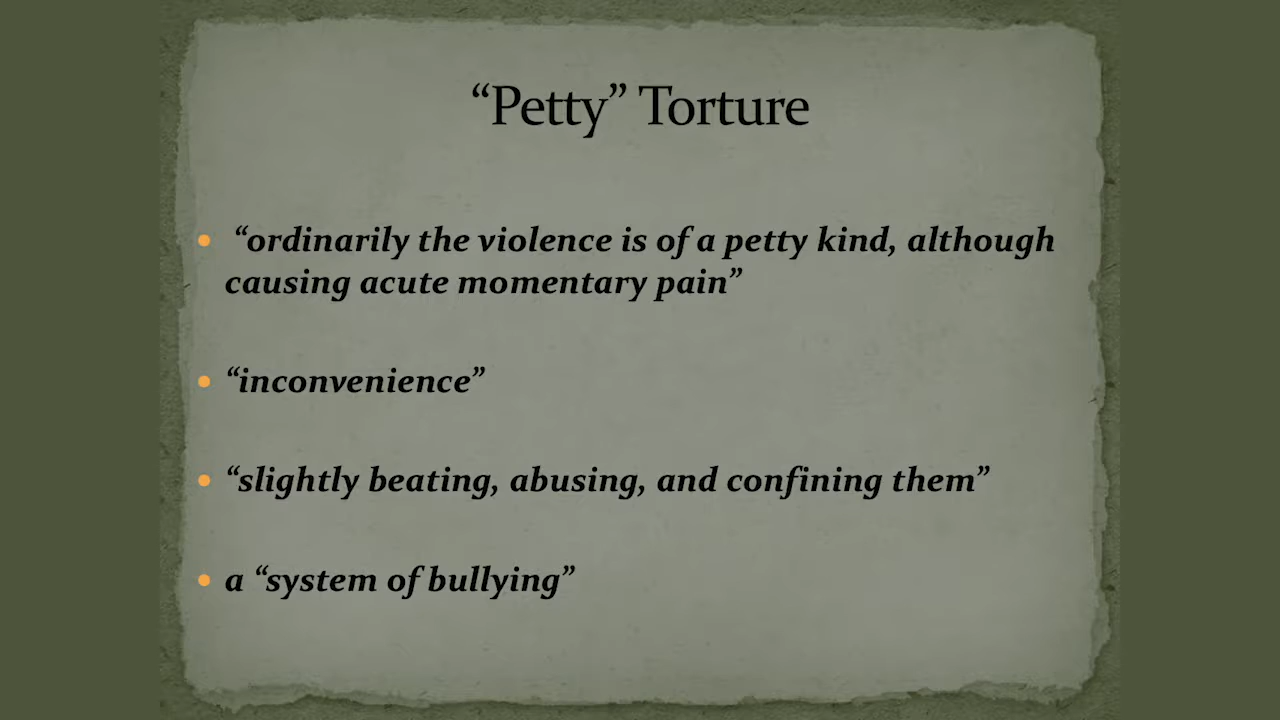 “Petty” Torture
“ordinarily the violence is of a petty kind, although
causing acute momentary pain”
“inconvenience”
“slightly beating, abusing, and confining them”
a “system of bullying”